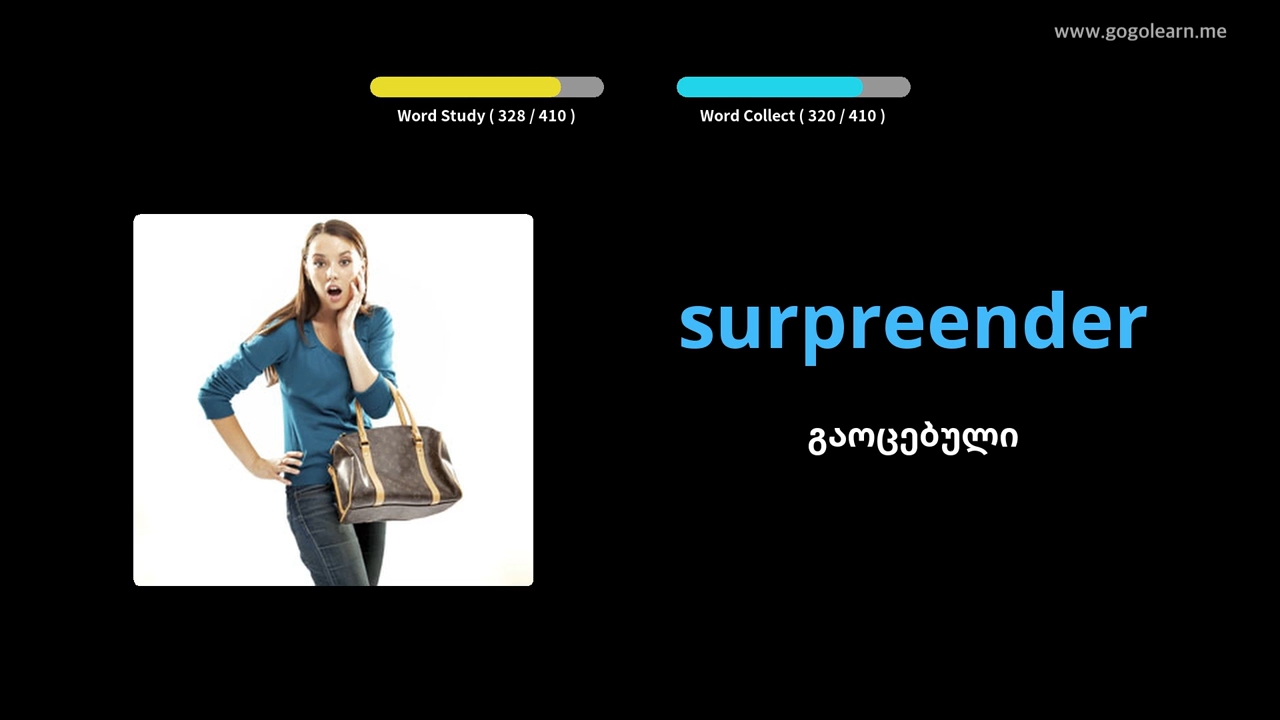 www.gogolearn.me
Word Study ( 328 / 410 )
Word Collect ( 320 / 410 )
surpreender
გაოცებული